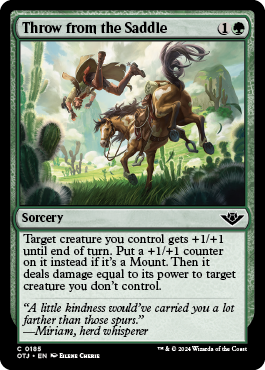 Throw from the Saddle 1
Sorcery
Target creature you control gets +1/+1
until end of turn. Put a +1/+1 counter
on it instead if it's a Mount. Then it
deals damage equal to its power to target
creature you don't control.
“A little kindness would've carried you a lot
farther than those spurs.”
—Miriam, herd whisperer
C 0185
OTJ • EN Elene Cherie
™ & © 2024 Wizards of the Coast